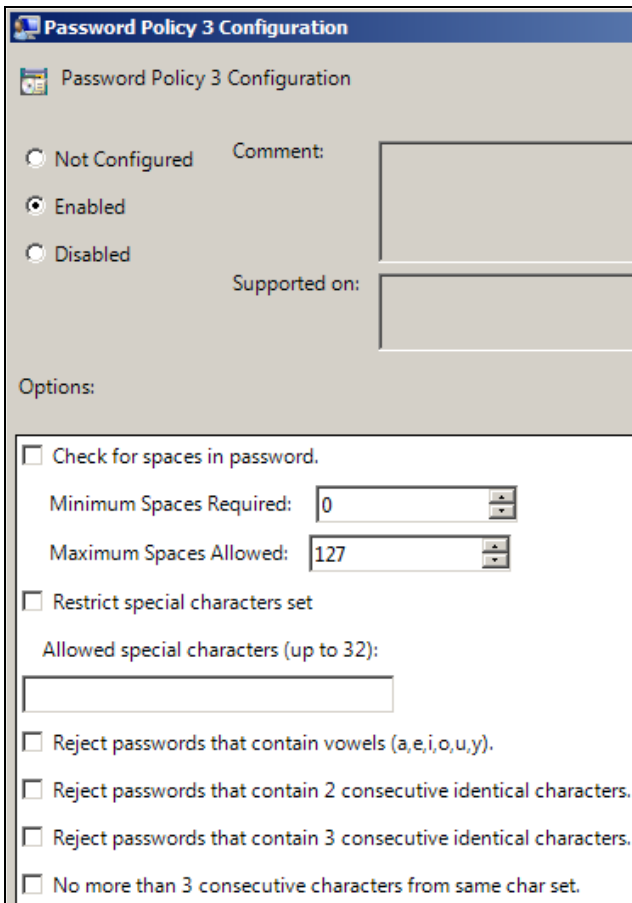 Password Policy 3 Configuration
Password Policy 3 Configuration
Not Configured
Comment:
Enabled
Disabled
Supported on:
Options:
Check for spaces in password.
Minimum Spaces Required: 0
Maximum Spaces Allowed: 127
Restrict special characters set
Allowed special characters (up to 32):
Reject passwords that contain vowels (a,e,i,o,u,y).
Reject passwords that contain 2 consecutive identical characters.
Reject passwords that contain 3 consecutive identical characters.
No more than 3 consecutive characters from same char set.